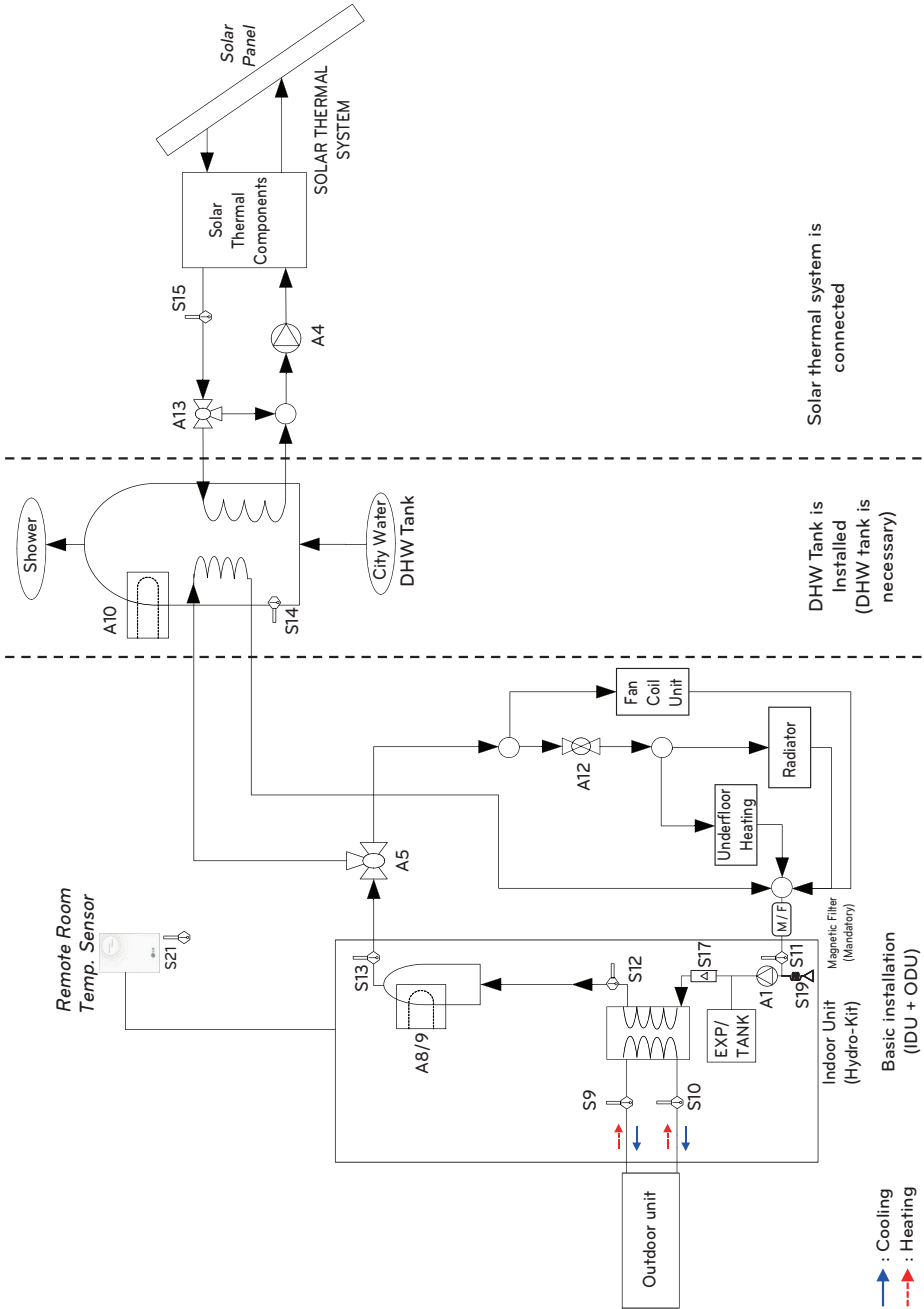 Solar
Panel
Solar
Thermal
Components
SOLAR THERMAL
SYSTEM
S15
A13
A4
Shower
A10
S14
City Water
DHW Tank
Remote Room
Temp. Sensor
S21
A5
Fan
Coil
Unit
A12
Radiator
Underfloor
Heating
M/F
Magnetic Filter
(Mandatory)
S13
A8/9
S12
S17
S11
A1
S19
EXP/
TANK
S9
S10
Indoor Unit
(Hydro-Kit)
Outdoor unit
Basic installation
(IDU + ODU)
DHW Tank is
Installed
(DHW tank is
necessary)
Solar thermal system is
connected
: Cooling
: Heating